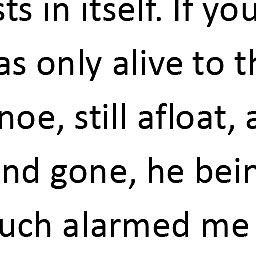 sts in itself. If you
as only alive to th
noe, still afloat, a
nd gone, he bein
uch alarmed me